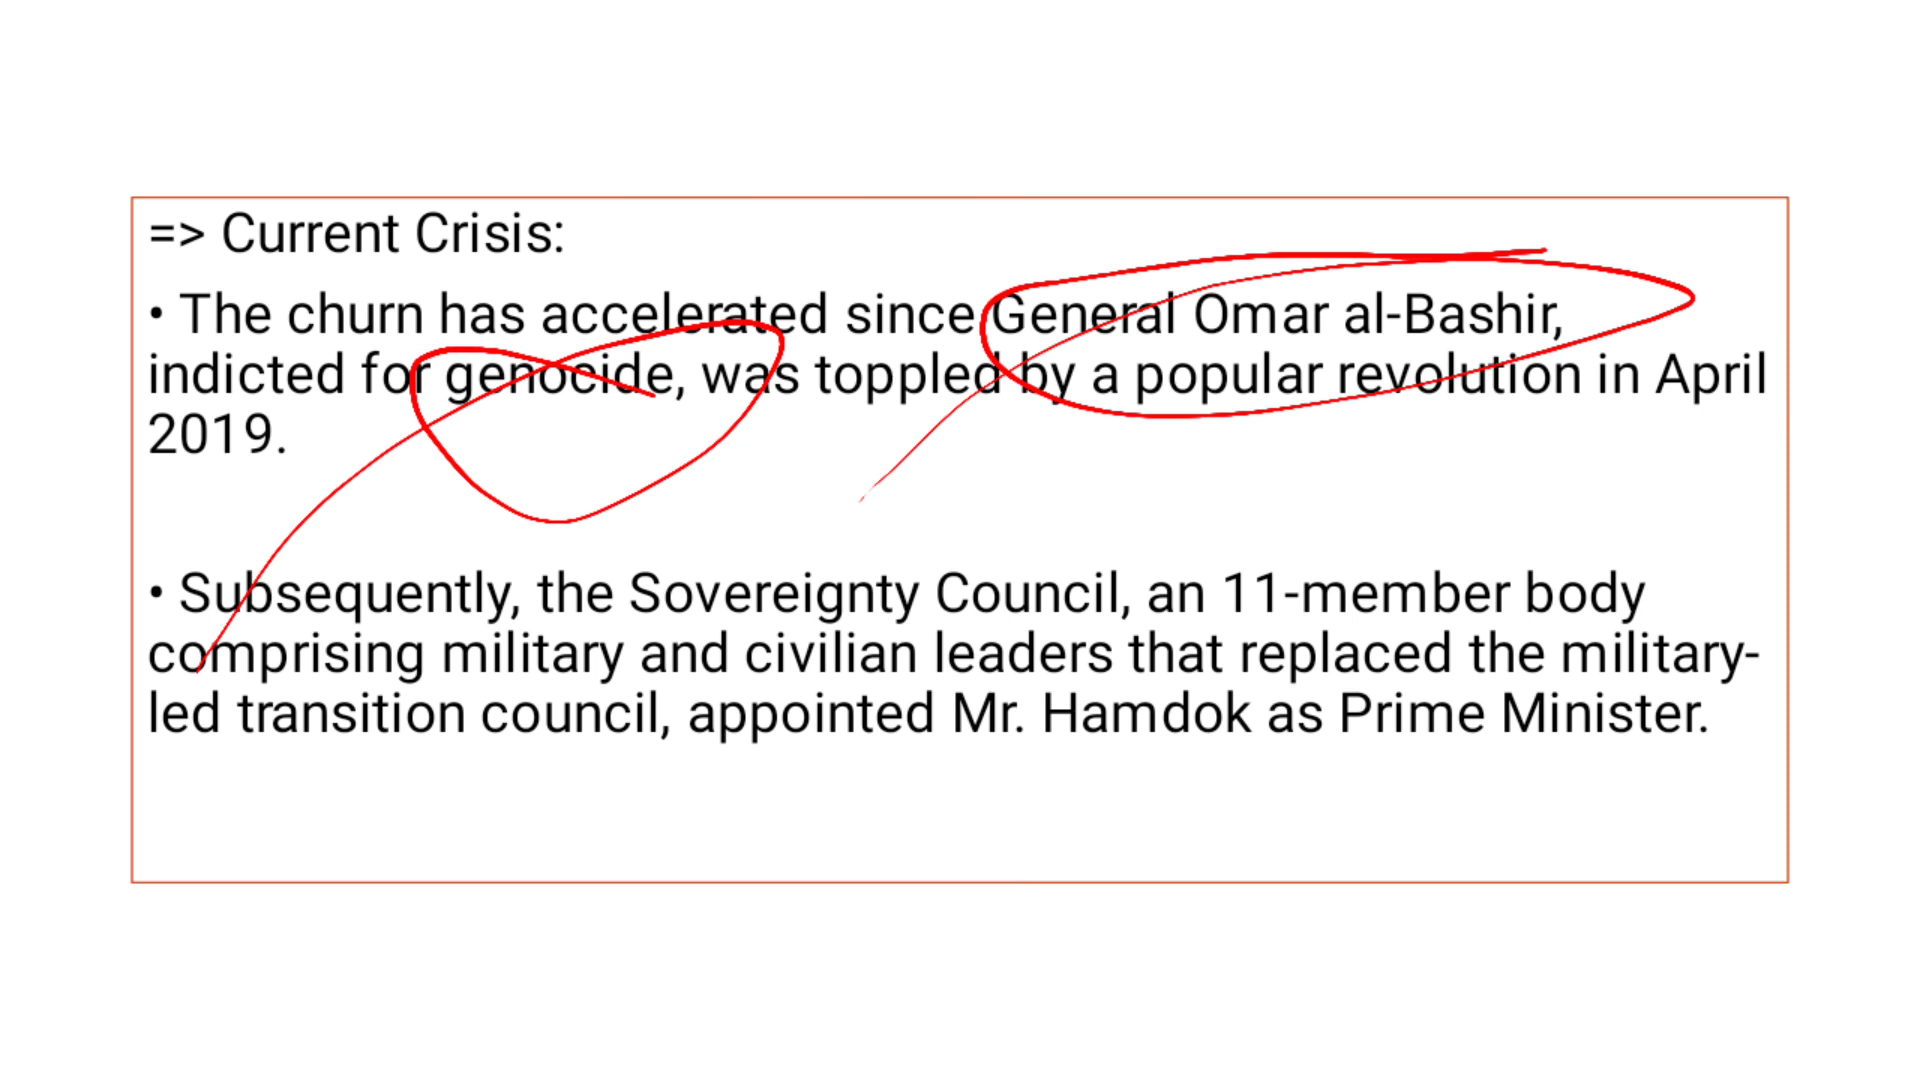 => Current Crisis:
• The churn has accelerated since General Omar al-Bashir,
indicted for genocide, was toppled by a popular revolution in April
2019.
• Subsequently, the Sovereignty Council, an 11-member body
comprising military and civilian leaders that replaced the military-
led transition council, appointed Mr. Hamdok as Prime Minister.